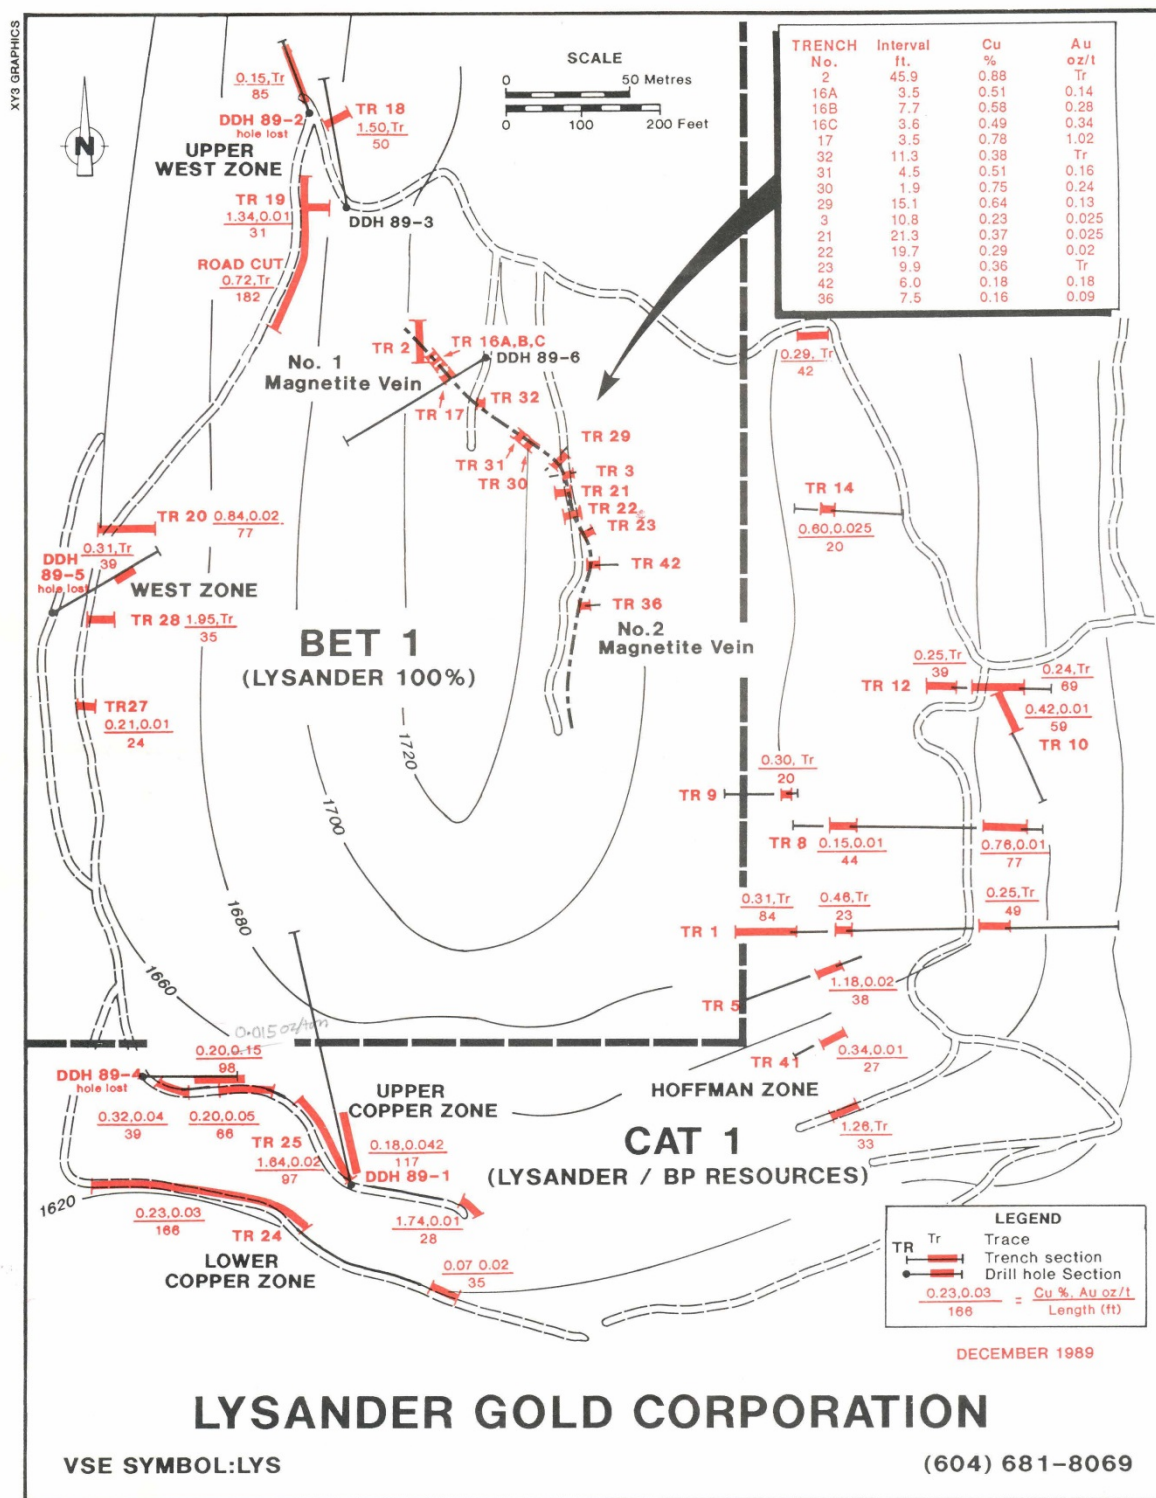 XY3 GRAPHICS
SCALE
0 50 Metres
0 100 200 Feet
N
TRENCH No. Interval ft. Cu % Au oz/t
2 45.9 0.88 Tr
16A 3.5 0.51 0.14
16B 7.7 0.58 0.28
16C 3.6 0.49 0.34
17 3.5 0.78 1.02
32 11.3 0.38 Tr
31 4.5 0.51 0.16
30 1.9 0.75 0.24
29 15.1 0.64 0.13
3 10.8 0.23 0.025
21 21.3 0.37 0.025
22 19.7 0.29 0.02
23 9.9 0.36 Tr
42 6.0 0.18 0.18
36 7.5 0.16 0.09
0.15,Tr
85
DDH 89-2
hole lost
UPPER
WEST ZONE
TR 18
1.50,Tr
50
TR 19
1.34,0.01
31
DDH 89-3
ROAD CUT
0.72,Tr
182
TR 2
TR 16A,B,C
DDH 89-6
No. 1
Magnetite Vein
TR 17
TR 32
TR 31
TR 30
TR 29
TR 3
TR 21
TR 22
TR 23
TR 42
TR 36
No.2
Magnetite Vein
0.29, Tr
42
TR 14
0.60,0.025
20
TR 20
0.84,0.02
77
DDH
89-5
hole lost
0.31,Tr
39
WEST ZONE
TR 28
1.95,Tr
35
BET 1
(LYSANDER 100%)
TR27
0.21,0.01
24
TR 12
0.25,Tr
39
0.24,Tr
69
0.42,0.01
59
TR 10
1720
1700
1680
1660
1620
TR 9
0.30, Tr
20
TR 8
0.15,0.01
44
0.76,0.01
77
TR 1
0.31,Tr
84
0.46,Tr
23
0.25,Tr
49
TR 5
1.18,0.02
38
TR 41
0.34,0.01
27
HOFFMAN ZONE
1.26,Tr
33
0.015 oz/ton
0.20,0.15
98
DDH 89-4
hole lost
0.32,0.04
39
0.20,0.05
66
UPPER
COPPER ZONE
TR 25
1.64,0.02
97
0.18,0.042
117
DDH 89-1
CAT 1
(LYSANDER / BP RESOURCES)
0.23,0.03
166
TR 24
1.74,0.01
28
LOWER
COPPER ZONE
0.07 0.02
35
LEGEND
Tr Trace
TR Trench section
Drill hole Section
0.23,0.03
166
= Cu %, Au oz/t
Length (ft)
DECEMBER 1989
LYSANDER GOLD CORPORATION
VSE SYMBOL:LYS
(604) 681-8069